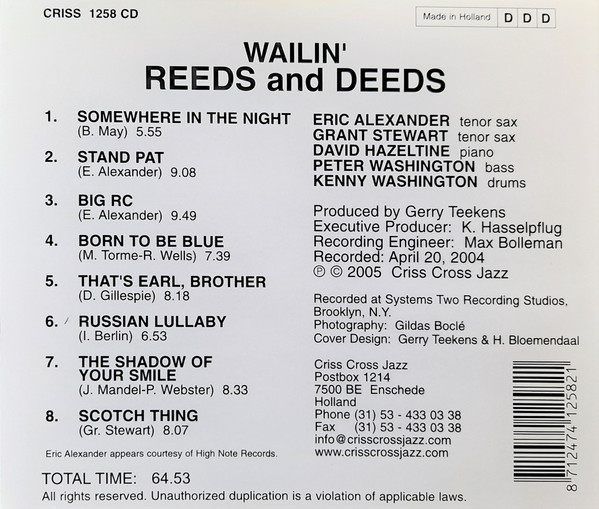 CRISS 1258 CD
Made in Holland D D D
WAILIN'
REEDS and DEEDS
1. SOMEWHERE IN THE NIGHT
(B. May) 5.55
2. STAND PAT
(E. Alexander) 9.08
3. BIG RC
(E. Alexander) 9.49
4. BORN TO BE BLUE
(M. Torme-R. Wells) 7.39
5. THAT'S EARL, BROTHER
(D. Gillespie) 8.18
6. RUSSIAN LULLABY
(I. Berlin) 6.53
7. THE SHADOW OF
YOUR SMILE
(J. Mandel-P. Webster) 8.33
8. SCOTCH THING
(Gr. Stewart) 8.07
Eric Alexander appears courtesy of High Note Records.
TOTAL TIME: 64.53
ERIC ALEXANDER tenor sax
GRANT STEWART tenor sax
DAVID HAZELTINE piano
PETER WASHINGTON bass
KENNY WASHINGTON drums
Produced by Gerry Teekens
Executive Producer: K. Hasselpflug
Recording Engineer: Max Bolleman
Recorded: April 20, 2004
℗ © 2005 Criss Cross Jazz
Recorded at Systems Two Recording Studios,
Brooklyn, N.Y.
Photography: Gildas Boclé
Cover Design: Gerry Teekens & H. Bloemendaal
Criss Cross Jazz
Postbox 1214
7500 BE Enschede
Holland
Phone (31) 53 - 433 03 38
Fax (31) 53 - 433 03 38
info@crisscrossjazz.com
www.crisscrossjazz.com
8 712474 125821
All rights reserved. Unauthorized duplication is a violation of applicable laws.